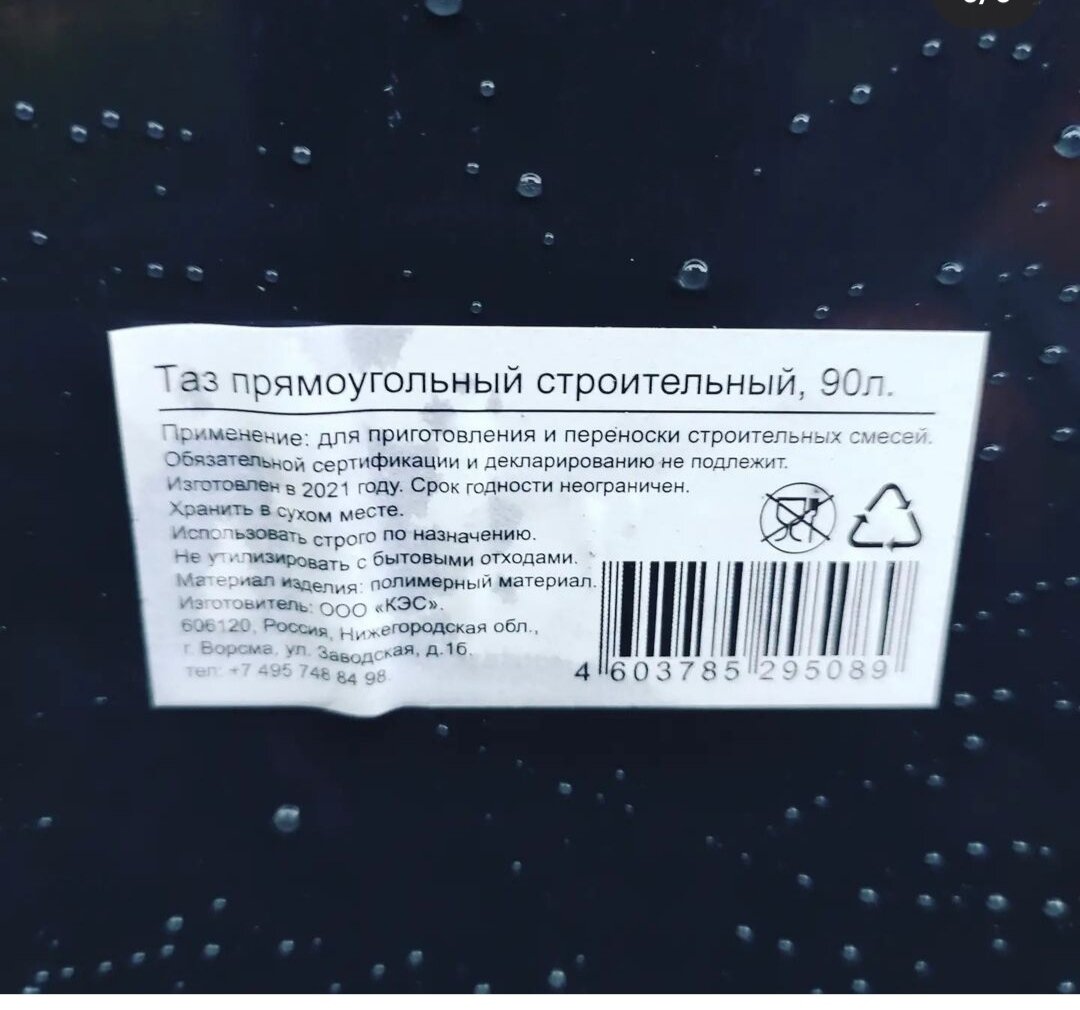 Таз прямоугольный строительный, 90л.
Применение: для приготовления и переноски строительных смесей.
Обязательной сертификации и декларированию не подлежит.
Изготовлен в 2021 году. Срок годности неограничен.
Хранить в сухом месте.
Использовать строго по назначению.
Не утилизировать с бытовыми отходами.
Материал изделия: полимерный материал.
Изготовитель: ООО «КЭС».
606120, Россия, Нижегородская обл.,
г. Ворсма, ул. Заводская, д.1б.
тел: +7 495 748 84 98
4 603785 295089